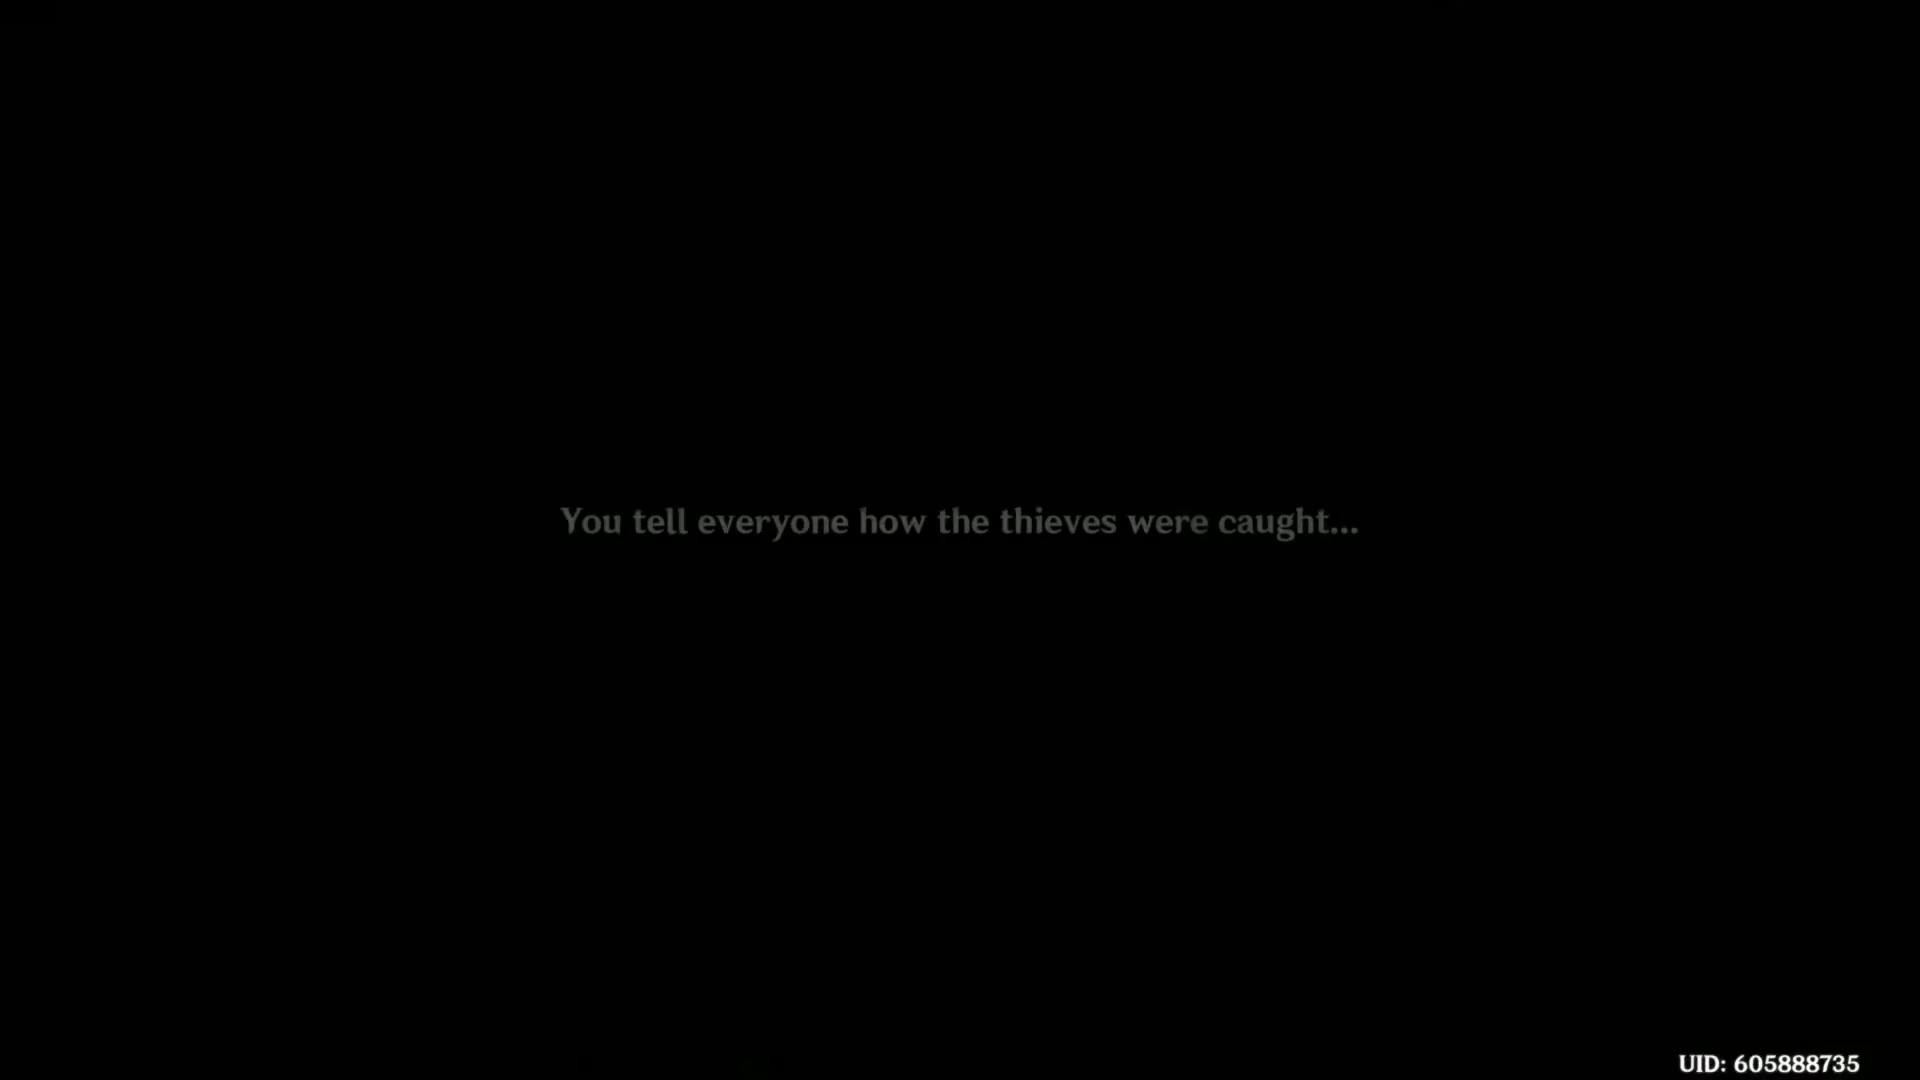 You tell everyone how the thieves were caught...
UID: 605888735